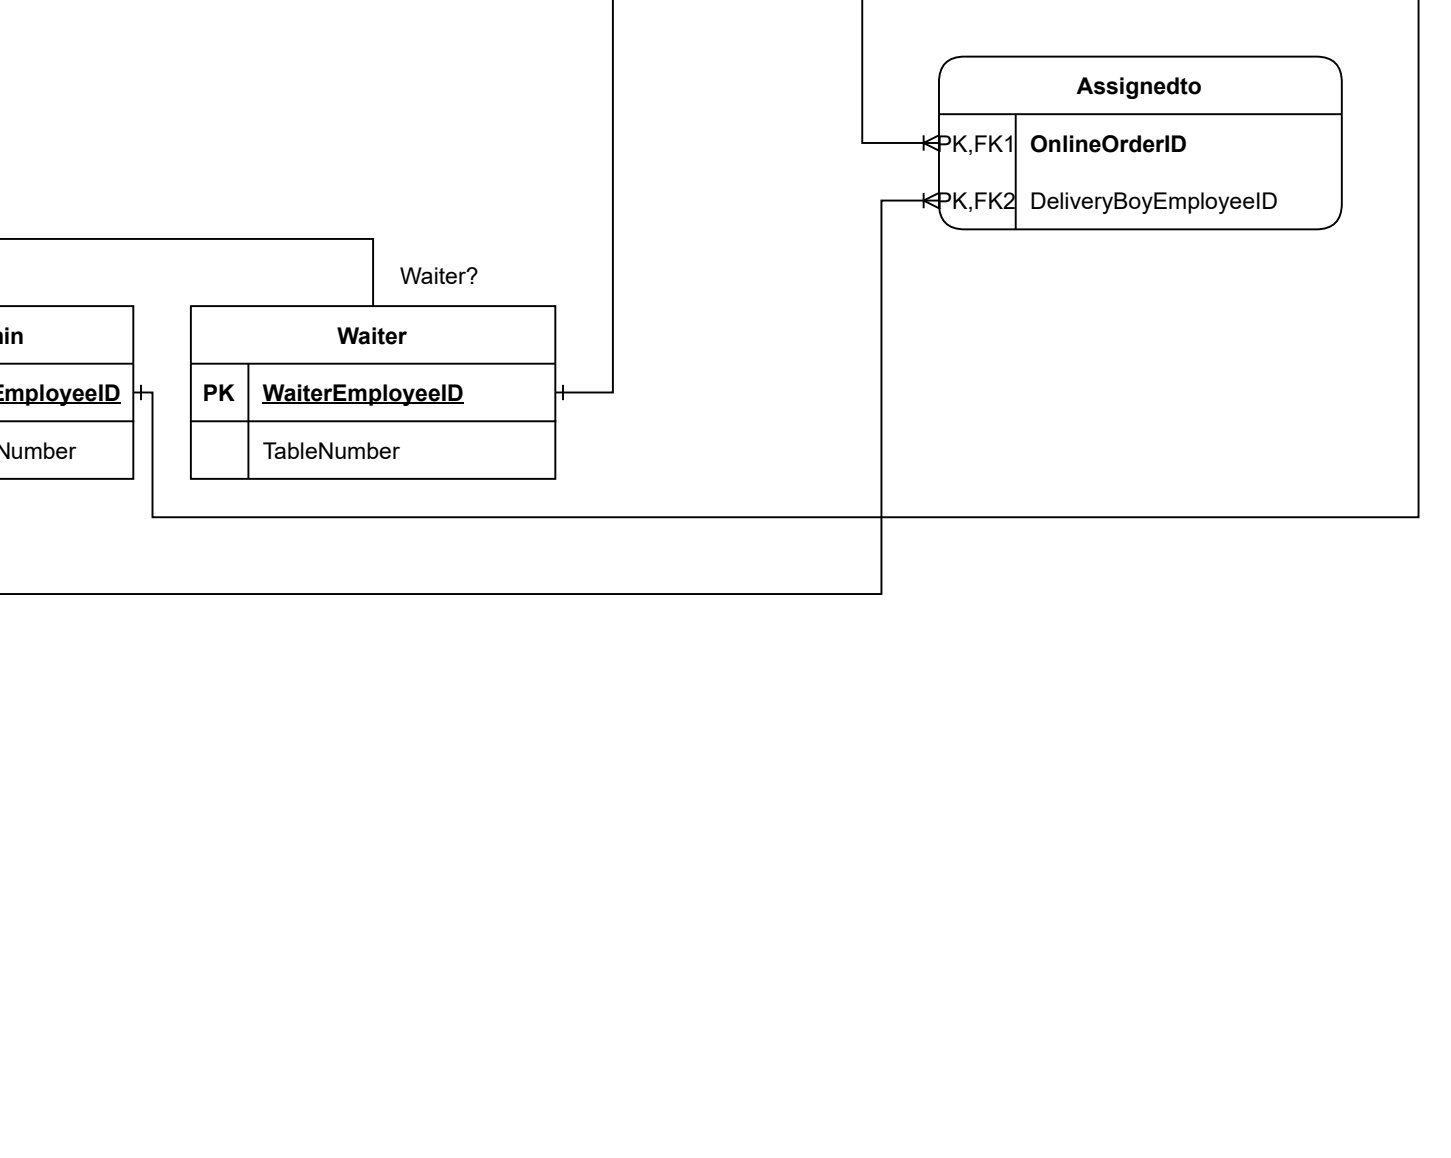 Assignedto
PK,FK1 OnlineOrderID
PK,FK2 DeliveryBoyEmployeeID
Waiter?
Waiter
EmployeeID
PK WaiterEmployeeID
Number
TableNumber